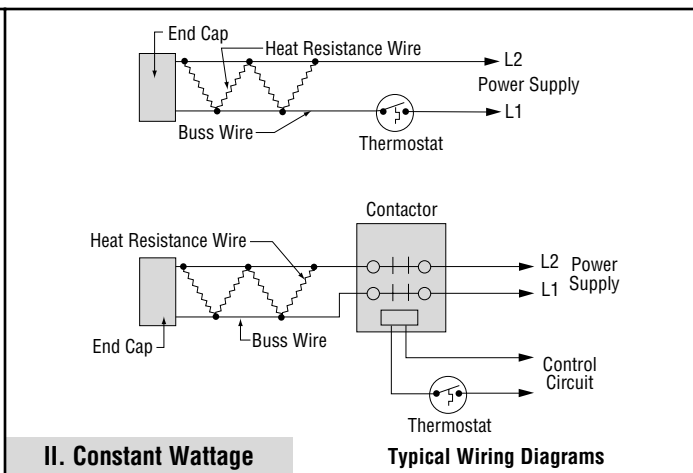 End Cap
Heat Resistance Wire
L2
Power Supply
L1
Buss Wire
Thermostat
Contactor
Heat Resistance Wire
L2 Power
L1 Supply
Buss Wire
End Cap
Control
Circuit
Thermostat
II. Constant Wattage
Typical Wiring Diagrams